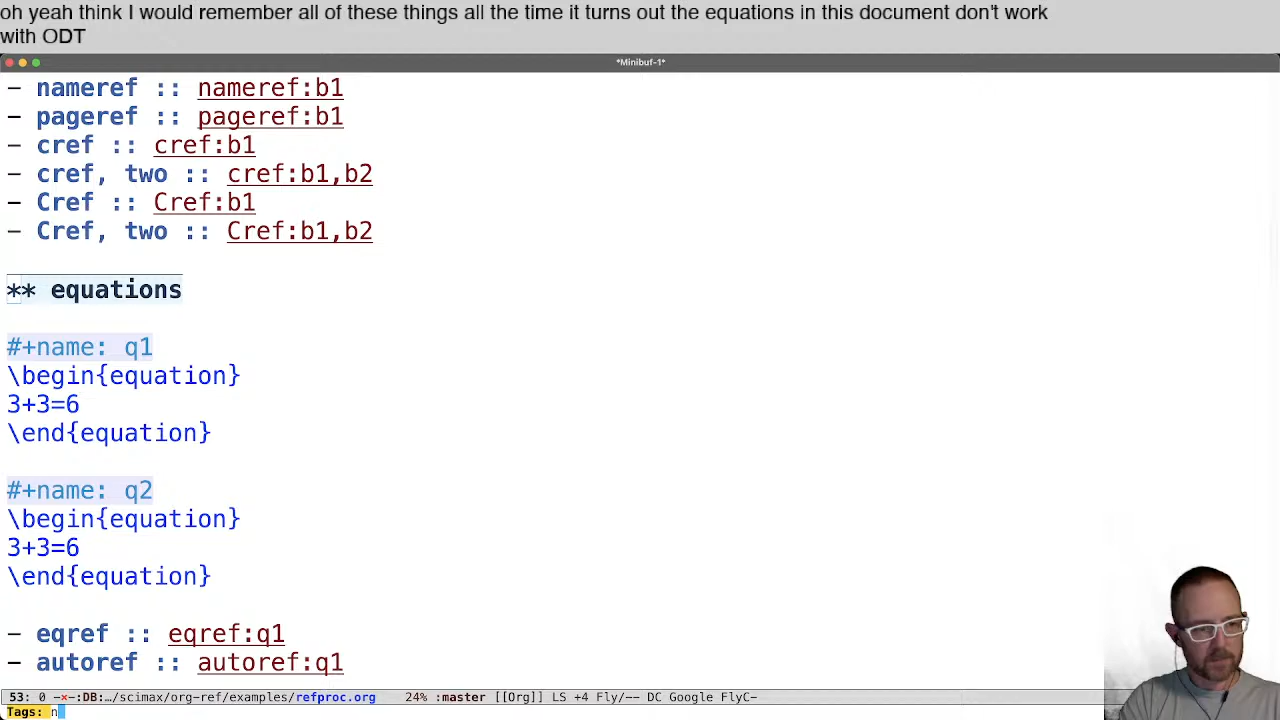 oh yeah think I would remember all of these things all the time it turns out the equations in this document don't work
with ODT
*Minibuf-1*
- nameref :: nameref:b1
- pageref :: pageref:b1
- cref :: cref:b1
- cref, two :: cref:b1,b2
- Cref :: Cref:b1
- Cref, two :: Cref:b1,b2
** equations
#+name: q1
\begin{equation}
3+3=6
\end{equation}
#+name: q2
\begin{equation}
3+3=6
\end{equation}
- eqref :: eqref:q1
- autoref :: autoref:q1
53: 0 -×-:DB:…/scimax/org-ref/examples/refproc.org 24% :master [[Org]] LS +4 Fly/-- DC Google FlyC-
Tags: n